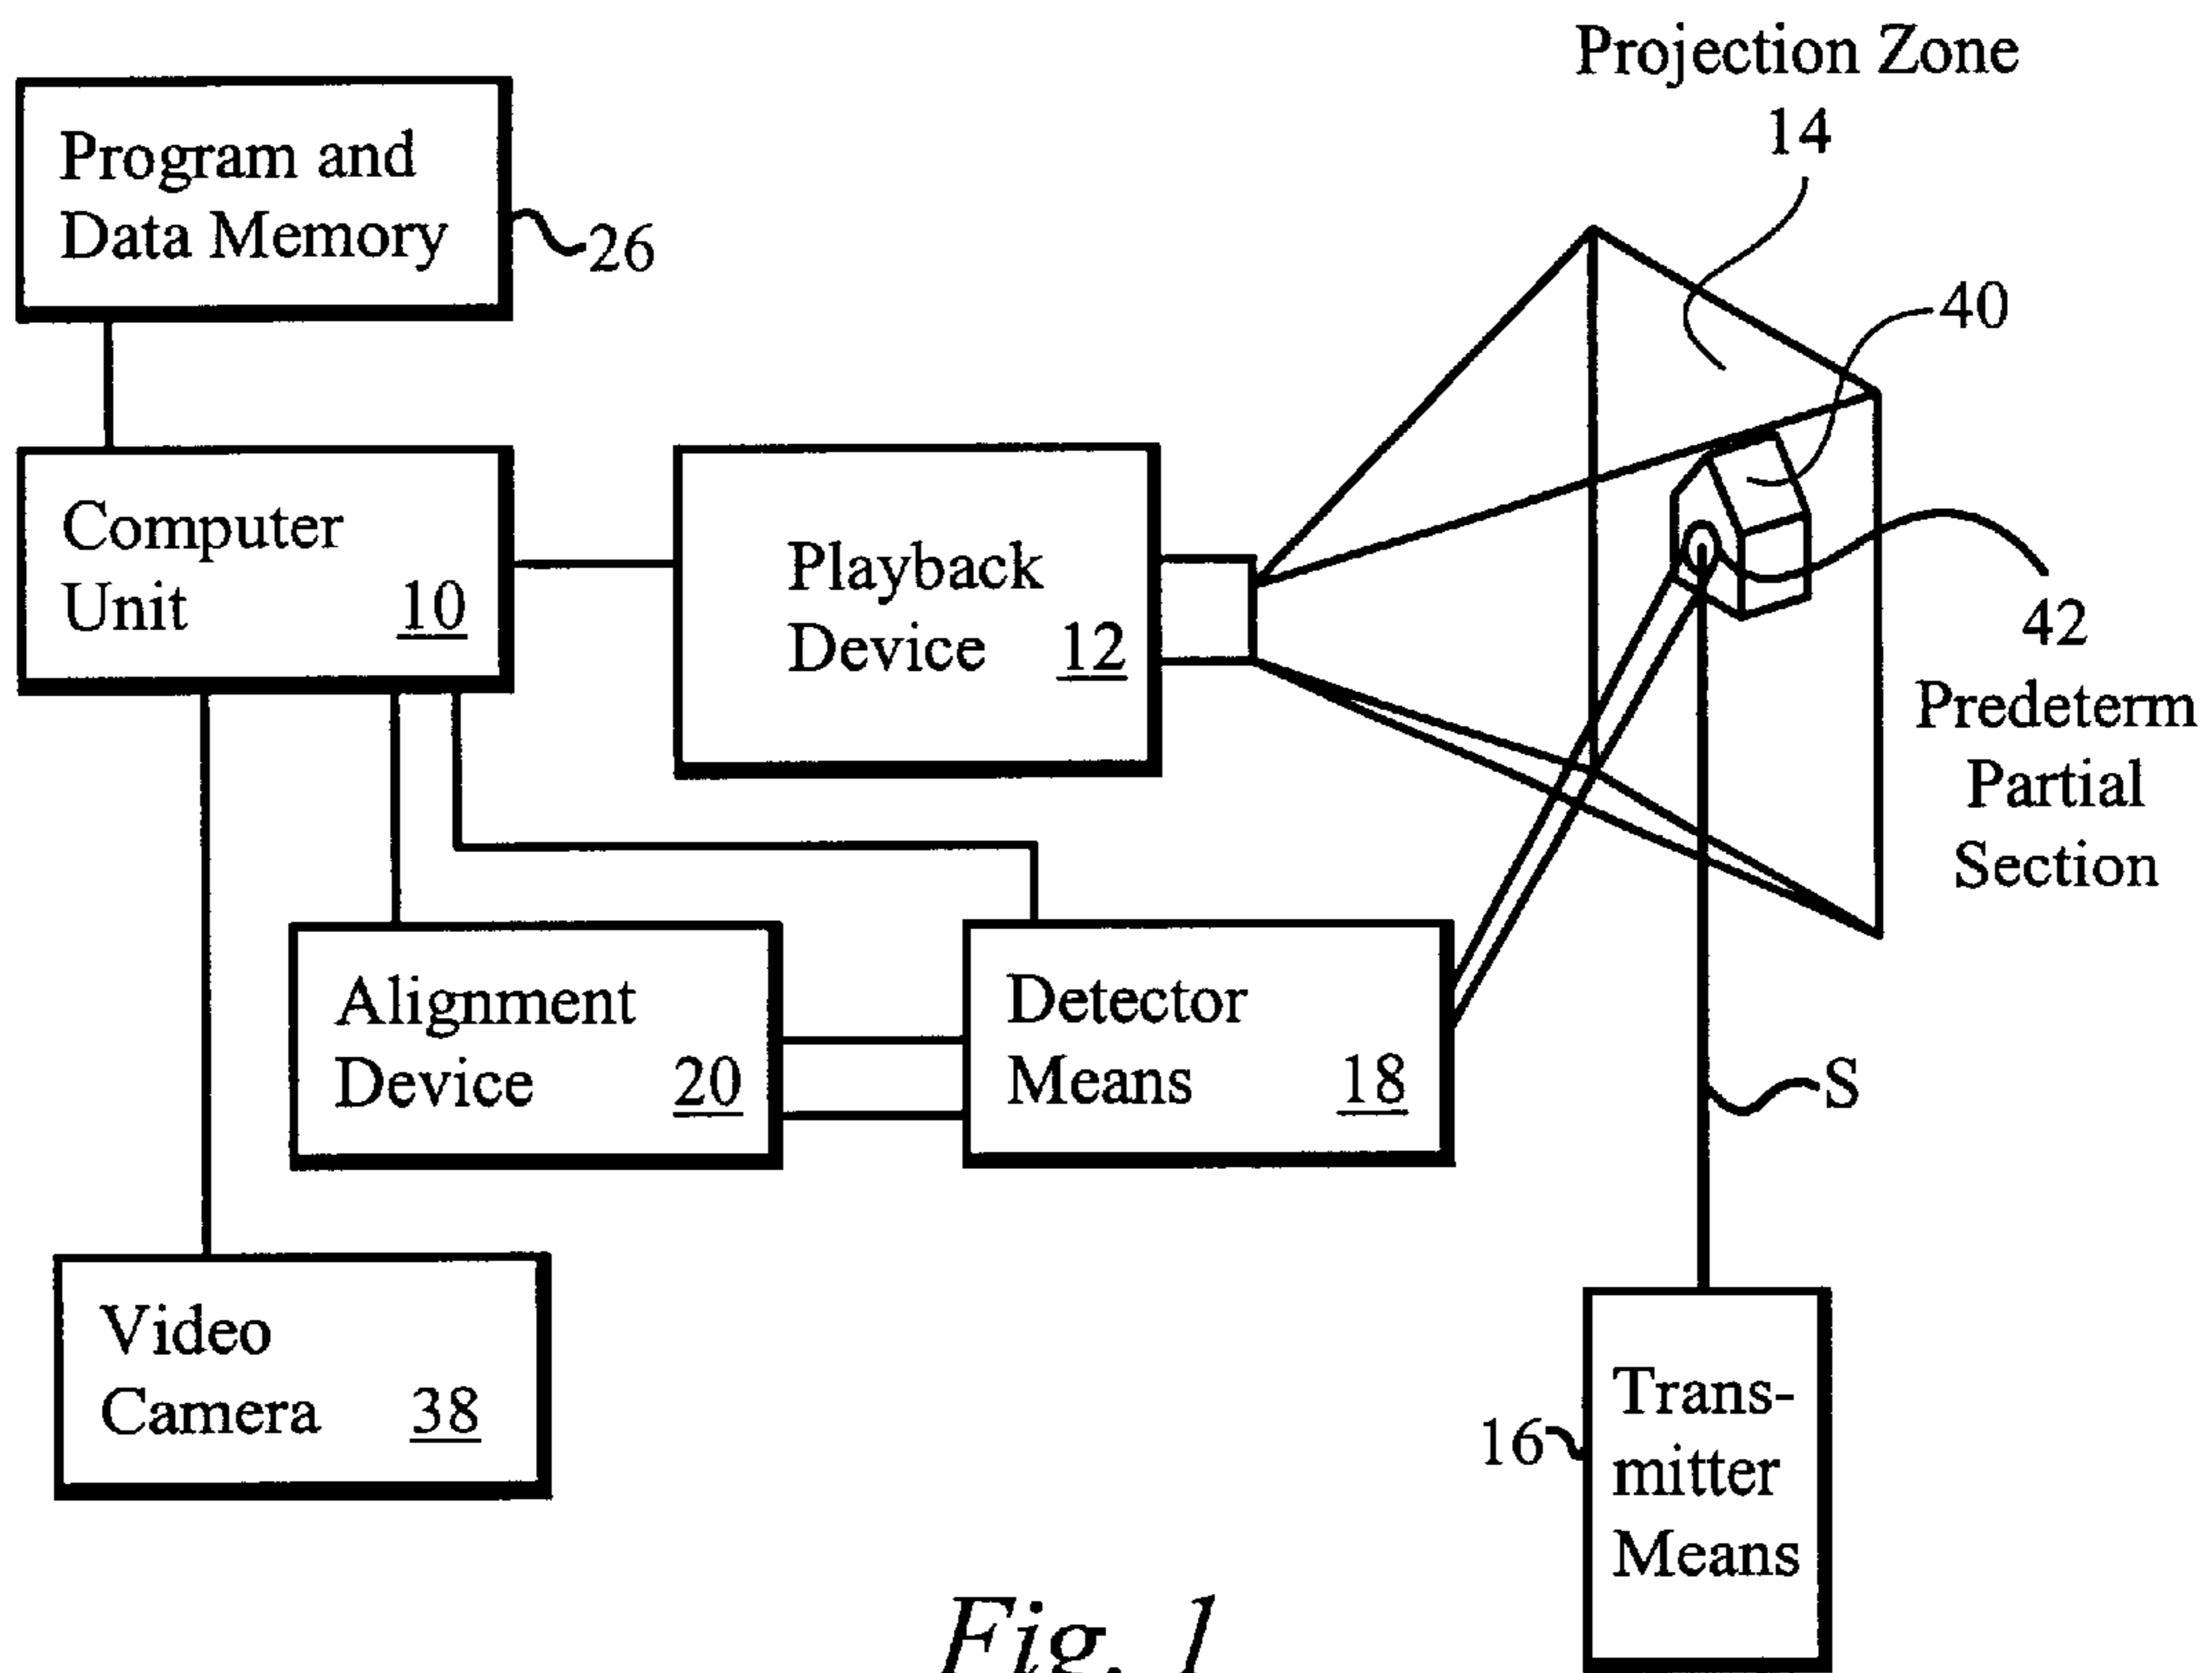 Projection Zone
14
Program and
Data Memory
26
40
Computer
Unit 10
Playback
Device 12
42
Predeterm
Partial
Section
Alignment
Device 20
Detector
Means 18
S
Video
Camera 38
16
Trans-
mitter
Means
Fig. 1